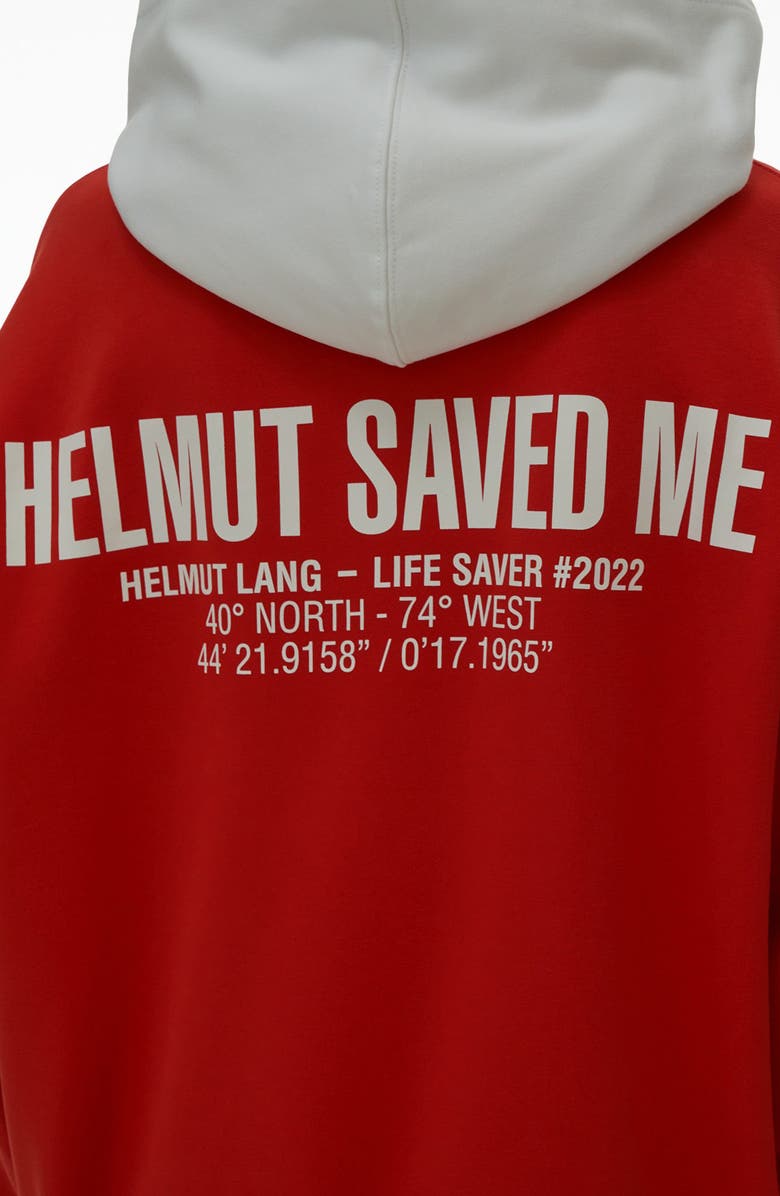 HELMUT SAVED ME
HELMUT LANG – LIFE SAVER #2022
40° NORTH - 74° WEST
44' 21.9158” / 0'17.1965”